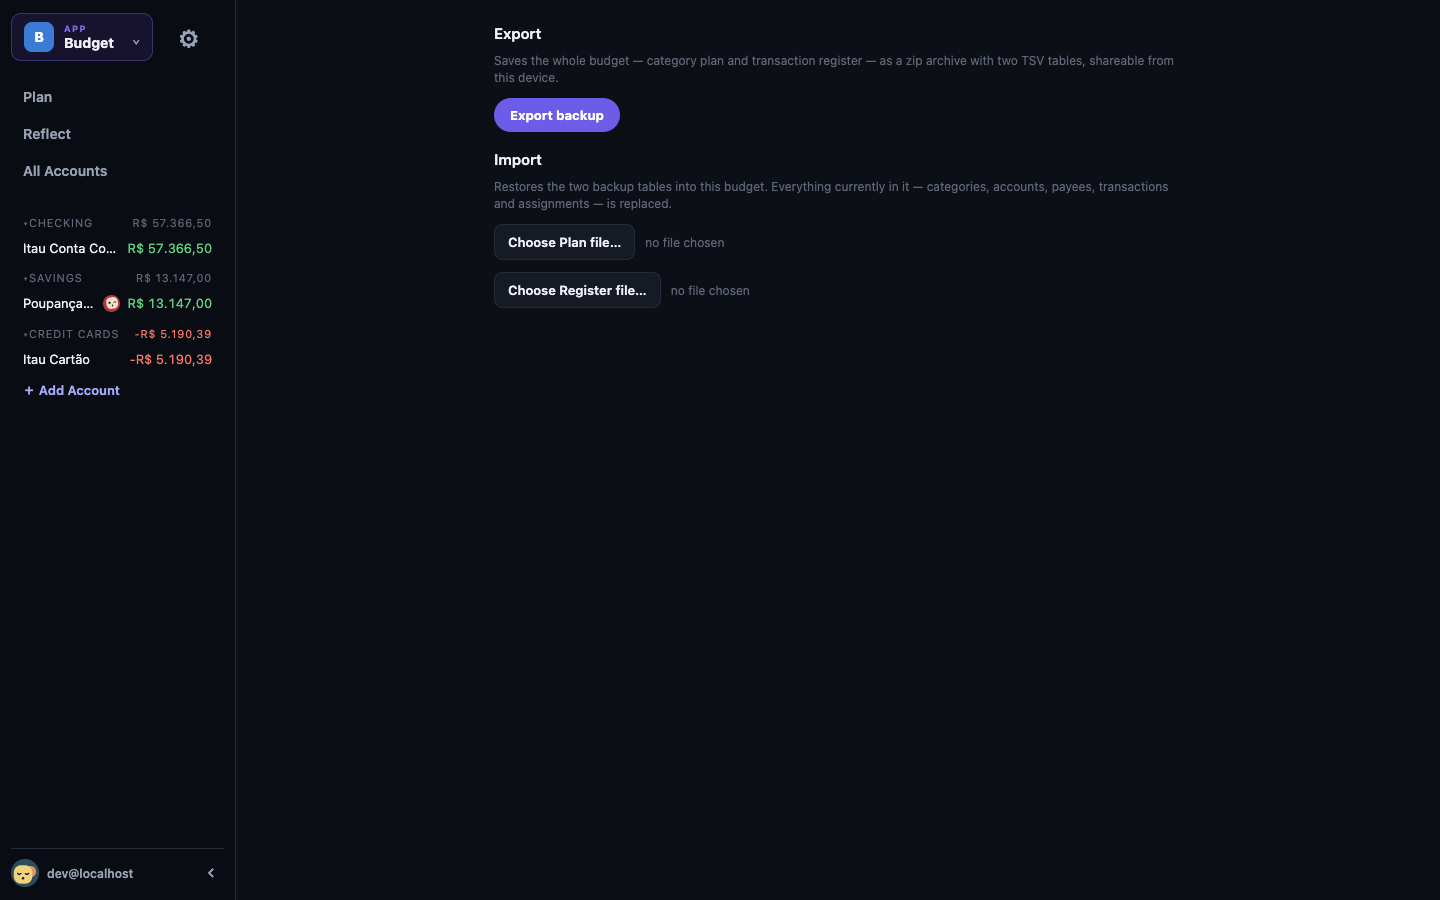 B
APP
Budget
Plan
Reflect
All Accounts
CHECKING R$ 57.366,50
Itau Conta Co... R$ 57.366,50
SAVINGS R$ 13.147,00
Poupança... R$ 13.147,00
CREDIT CARDS -R$ 5.190,39
Itau Cartão -R$ 5.190,39
+ Add Account
dev@localhost
Export
Saves the whole budget — category plan and transaction register — as a zip archive with two TSV tables, shareable from
this device.
Export backup
Import
Restores the two backup tables into this budget. Everything currently in it — categories, accounts, payees, transactions
and assignments — is replaced.
Choose Plan file... no file chosen
Choose Register file... no file chosen